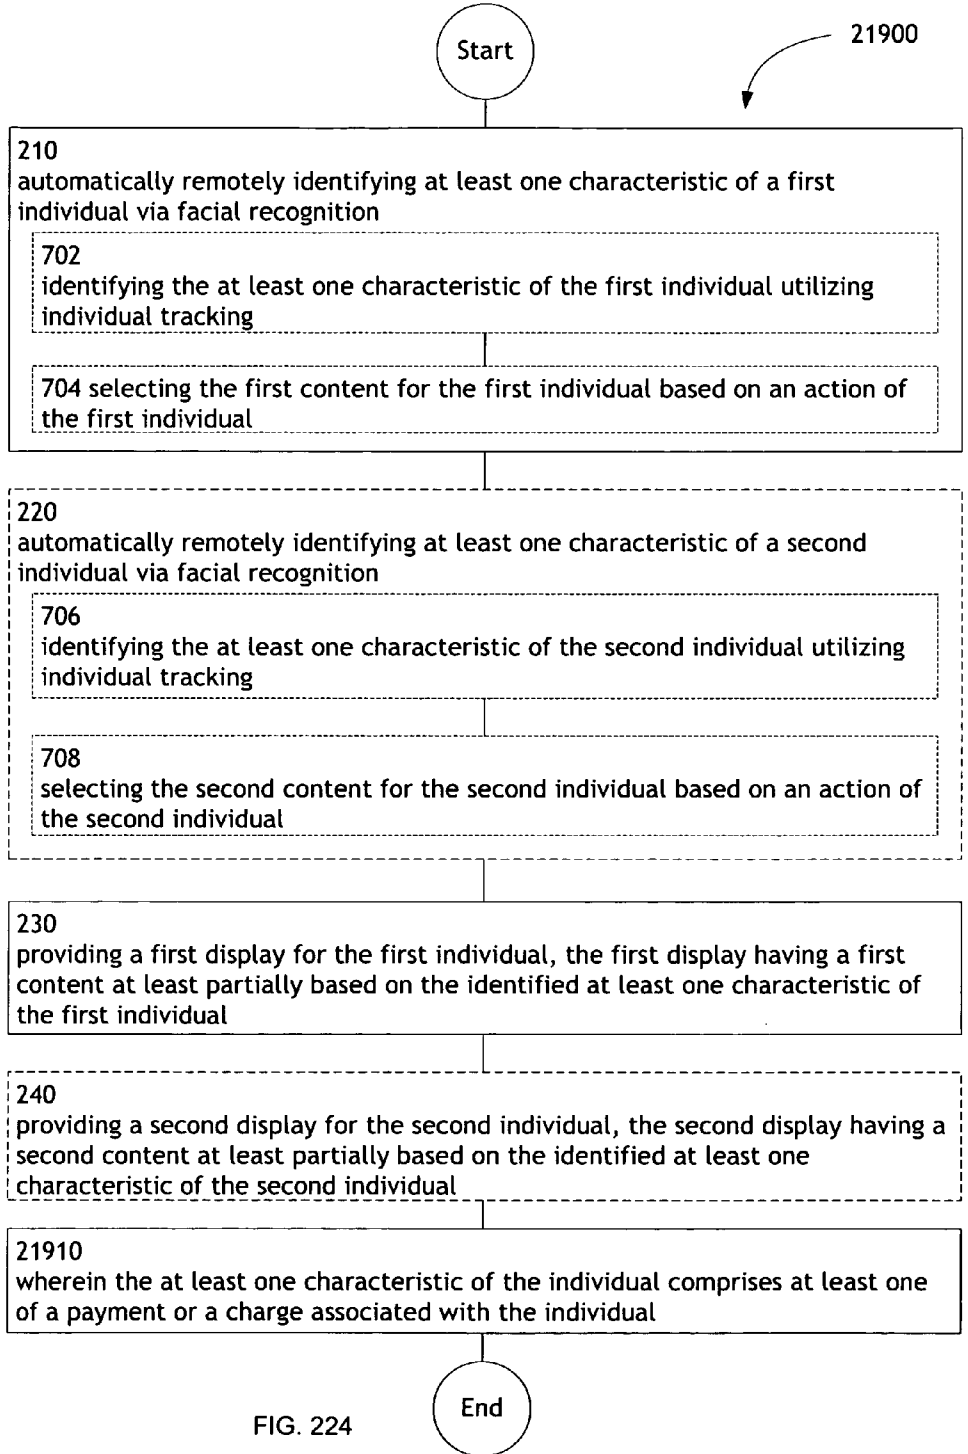 Start
21900
210
automatically remotely identifying at least one characteristic of a first
individual via facial recognition
702
identifying the at least one characteristic of the first individual utilizing
individual tracking
704 selecting the first content for the first individual based on an action of
the first individual
220
automatically remotely identifying at least one characteristic of a second
individual via facial recognition
706
identifying the at least one characteristic of the second individual utilizing
individual tracking
708
selecting the second content for the second individual based on an action of
the second individual
230
providing a first display for the first individual, the first display having a first
content at least partially based on the identified at least one characteristic of
the first individual
240
providing a second display for the second individual, the second display having a
second content at least partially based on the identified at least one
characteristic of the second individual
21910
wherein the at least one characteristic of the individual comprises at least one
of a payment or a charge associated with the individual
End
FIG. 224